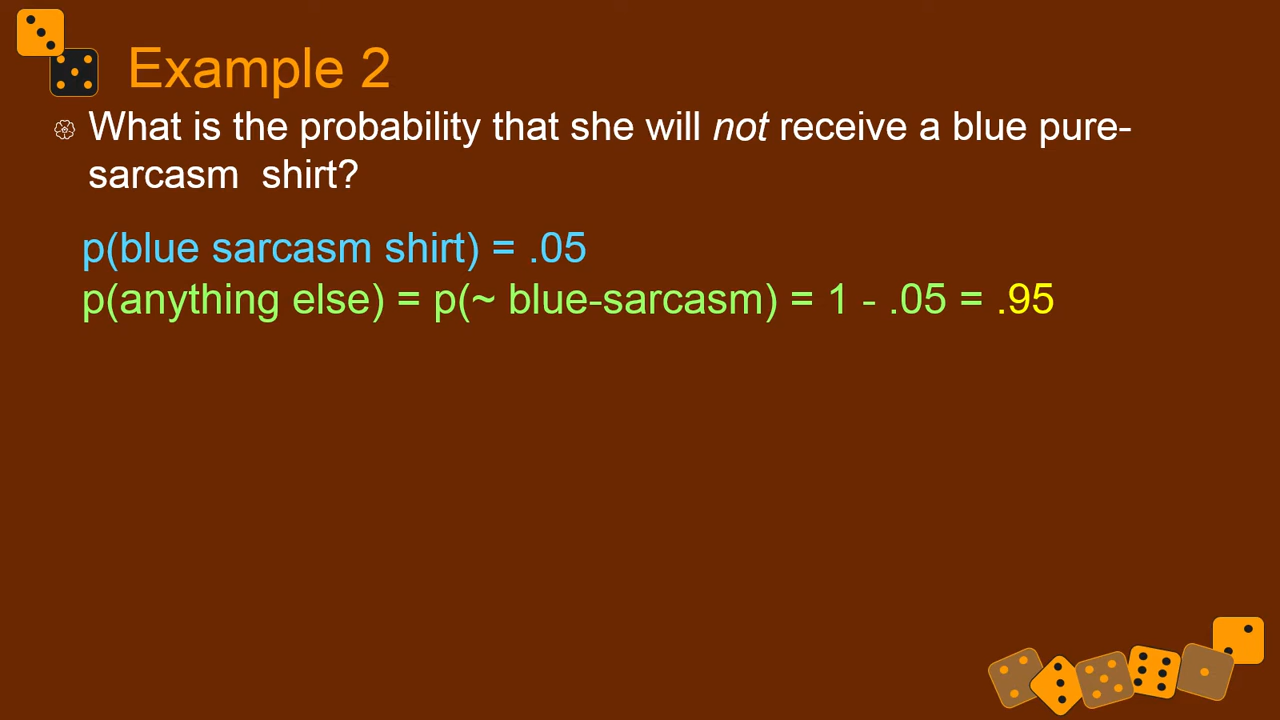 Example 2
What is the probability that she will not receive a blue pure-
sarcasm shirt?
p(blue sarcasm shirt) = .05
p(anything else) = p(~ blue-sarcasm) = 1 - .05 = .95